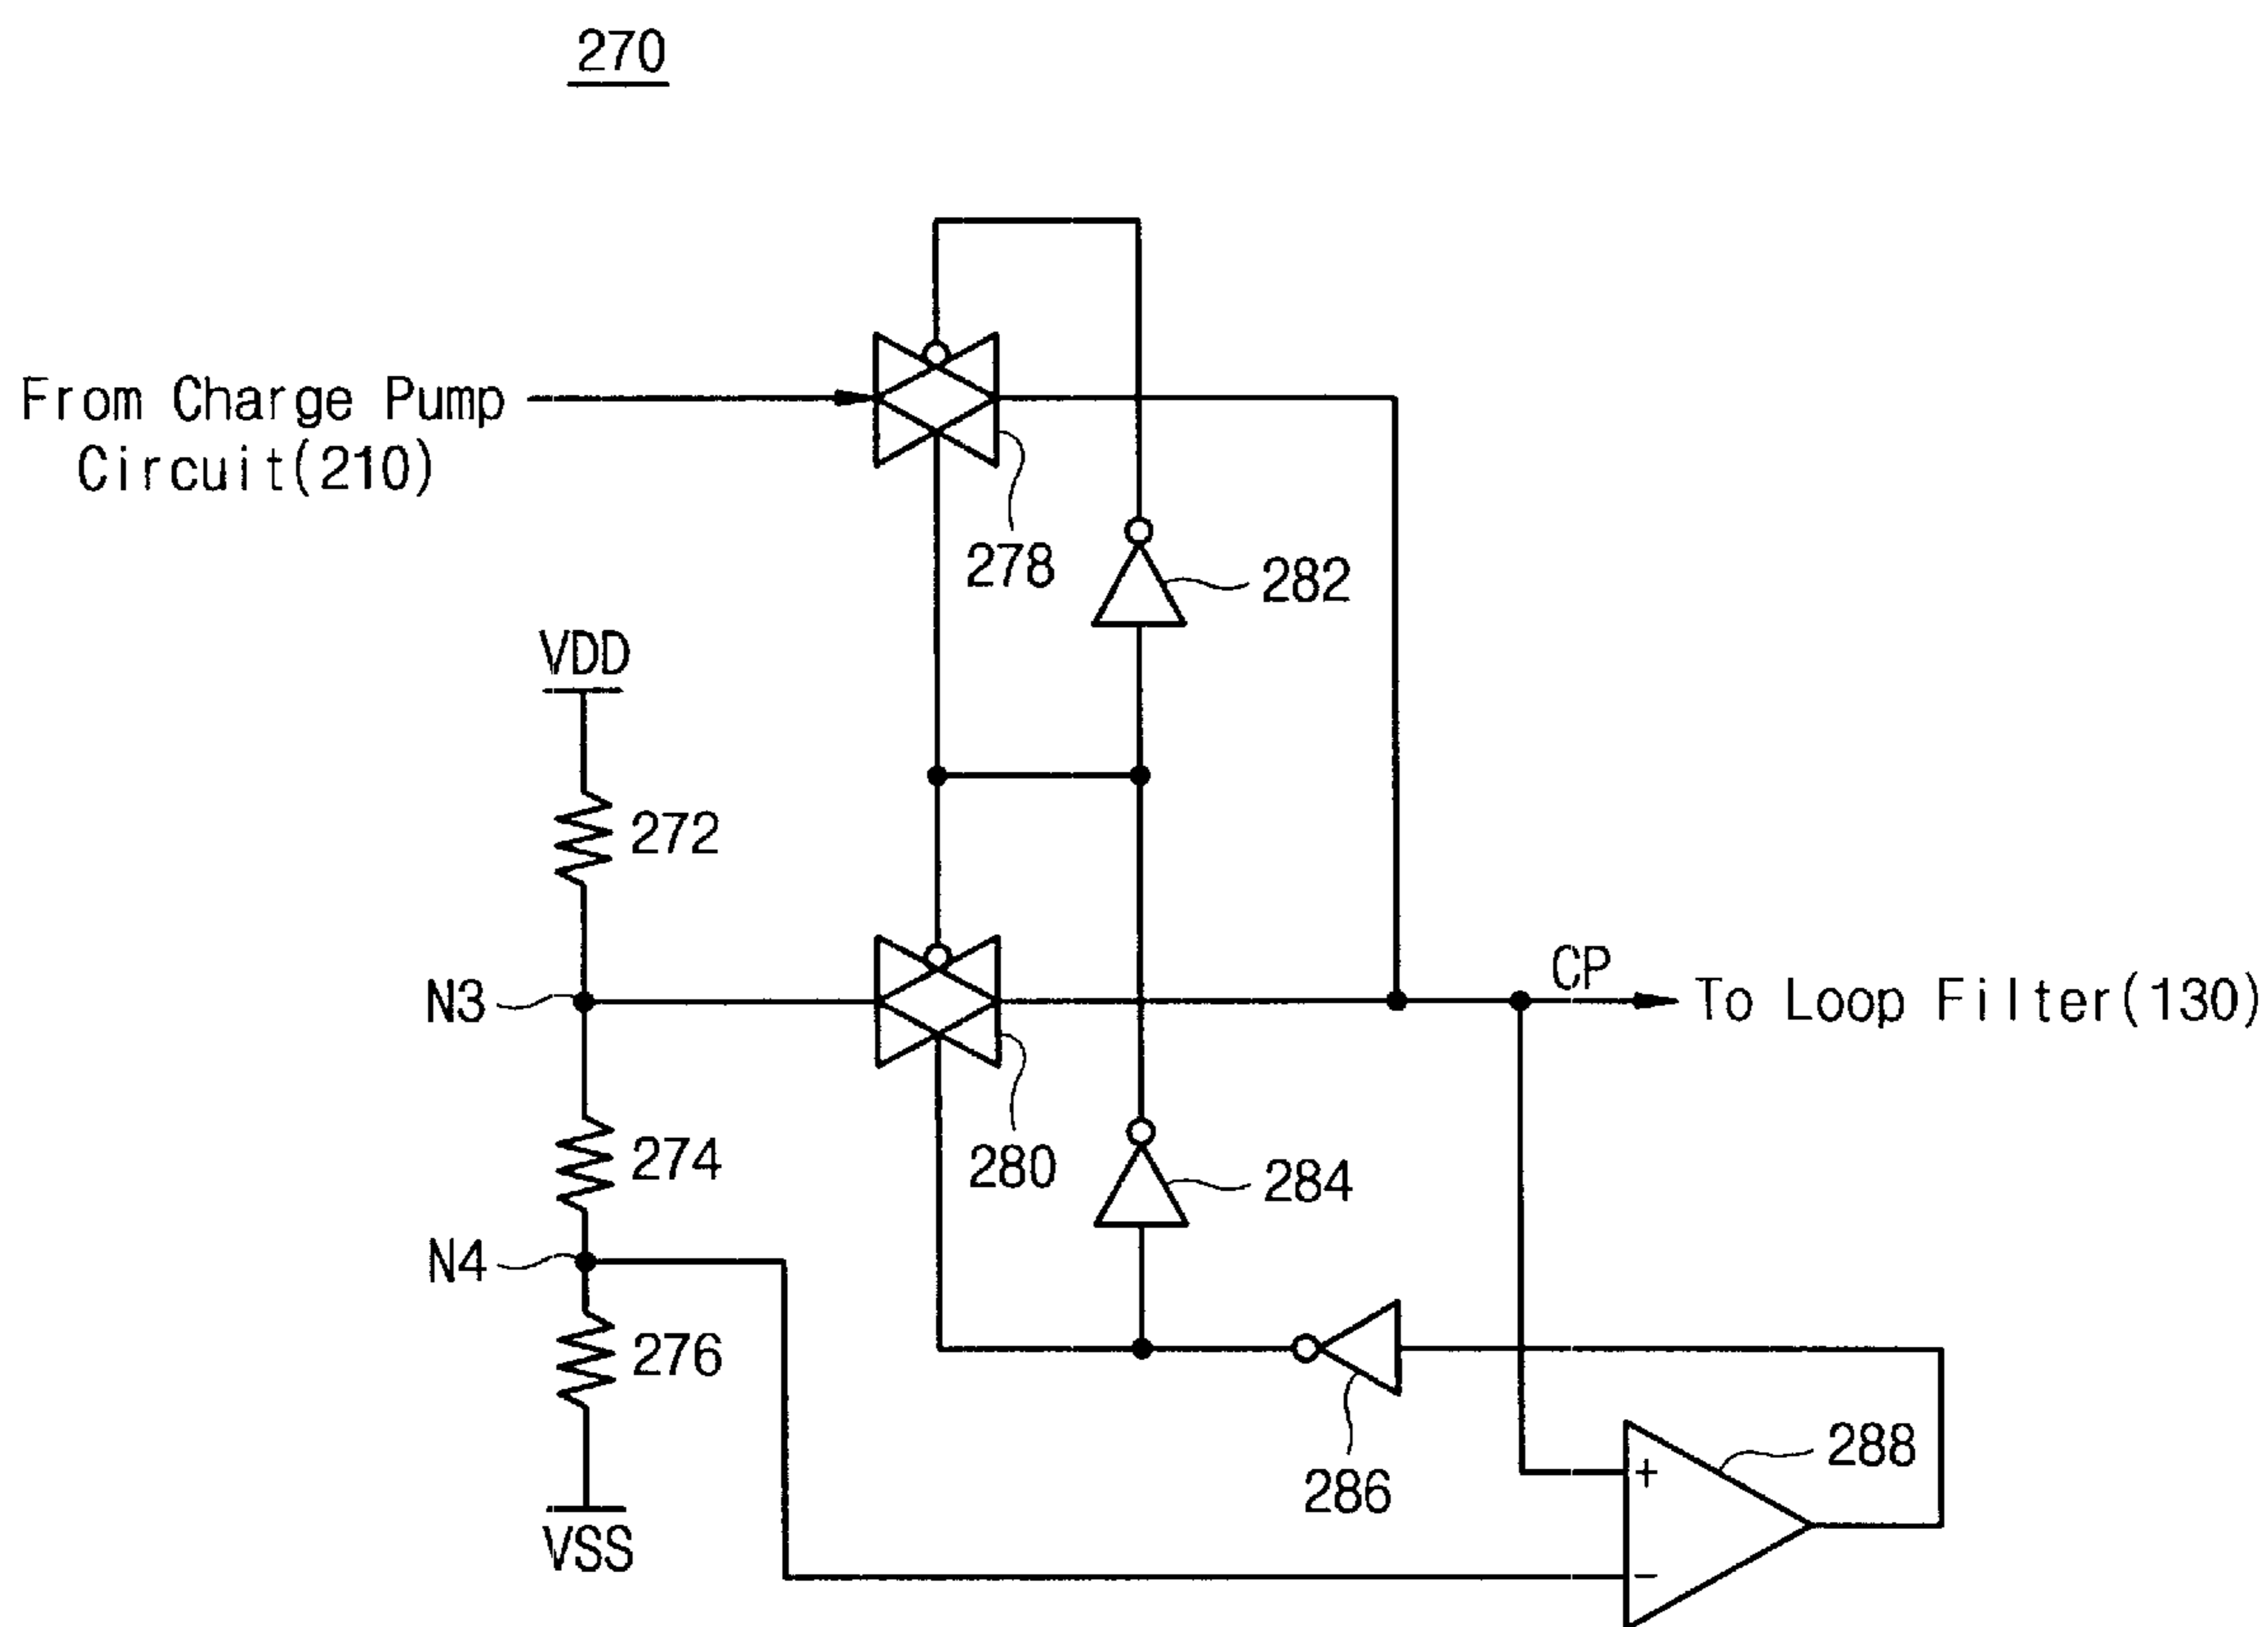 270
From Charge Pump
Circuit(210)
278
282
VDD
272
N3
CP
To Loop Filter(130)
274
280
284
N4
276
286
288
+
-
VSS